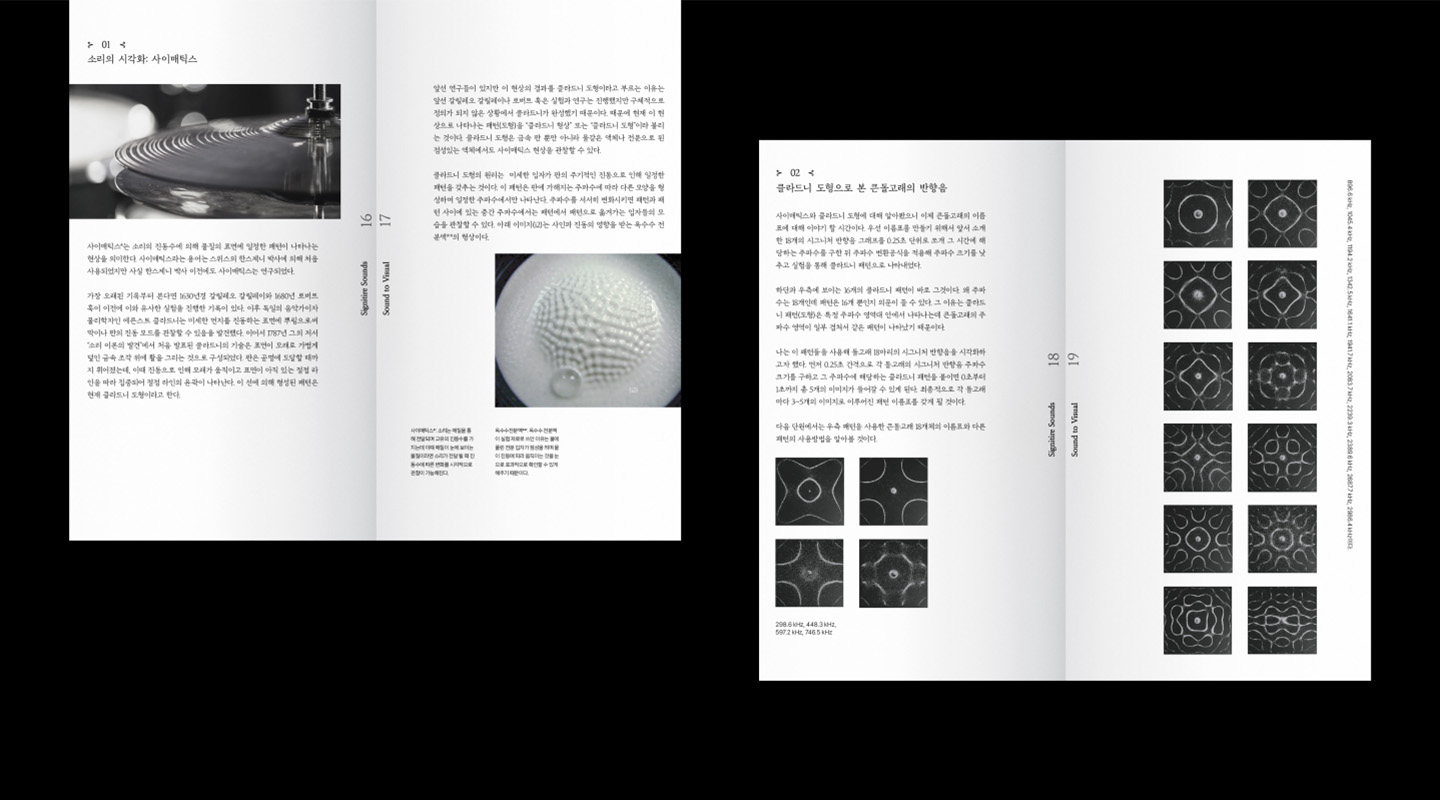 01
소리의 시각화: 사이매틱스
사이매틱스*¹는 소리의 진동수에 의해 물질의 표면에 일정한 패턴이 나타나는
현상을 의미한다. 사이매틱스라는 용어는 스위스의 한스제니 박사에 의해 처음
사용되었지만 사실 한스제니 박사 이전에도 사이매틱스는 연구되었다.
가장 오래된 기록부터 본다면 1630년경 갈릴레오 갈릴레이와 1680년 로버트
혹이 이전에 이와 유사한 실험을 진행한 기록이 있다. 이후 독일의 음악가이자
물리학자인 에른스트 클라드니는 미세한 먼지를 진동하는 표면에 뿌림으로써
막이나 판의 진동 모드를 관찰할 수 있음을 발견했다. 이어서 1787년 그의 저서
"소리 이론의 발견"에서 처음 발표된 클라드니의 기술은 표면이 모래로 가볍게
덮인 금속 조각 위에 활을 그리는 것으로 구성되었다. 판은 공명에 도달할 때까
지 휘어졌는데, 이때 진동으로 인해 모래가 움직이고 표면이 아직 있는 정점 라
인을 따라 집중되어 정점 라인의 윤곽이 나타난다. 이 선에 의해 형성된 패턴은
현재 클라드니 도형이라고 한다.
16
Signitire Sounds
17
Sound to Visual
앞선 연구들이 있지만 이 현상의 결과를 클라드니 도형이라고 부르는 이유는
앞선 갈릴레오 갈릴레이나 로버트 혹은 실험과 연구는 진행했지만 구체적으로
정의가 되지 않은 상황에서 클라드니가 완성했기 때문이다. 때문에 현재 이 현
상으로 나타나는 패턴(도형)을 "클라드니 형상" 또는 "클라드니 도형"이라 불리
는 것이다. 클라드니 도형은 금속 판 뿐만 아니라 물같은 액체나 전분으로 된
점성있는 액체에서도 사이매틱스 현상을 관찰할 수 있다.
클라드니 도형의 원리는 미세한 입자가 판의 주기적인 진동으로 인해 일정한
패턴을 갖추는 것이다. 이 패턴은 판에 가해지는 주파수에 따라 다른 모양을 형
성하며 일정한 주파수에서만 나타난다. 주파수를 서서히 변화시키면 패턴과 패
턴 사이에 있는 중간 주파수에서는 패턴에서 패턴으로 옮겨가는 입자들의 모
습을 관찰할 수 있다. 아래 이미지(2)는 사인파 진동의 영향을 받는 옥수수 전
분액*²의 형상이다.
사이매틱스*¹ 소리는 매질을 통
해 전달되며 고유의 진동수를 가
지는데 이때 매질이 눈에 보이는
물질이라면 소리가 전달될 때 진
동수에 따른 변화를 시각적으로
관찰이 가능해진다.
옥수수전분액*² 옥수수 전분액
이 실험 재료로 쓰인 이유는 물에
풀린 전분 입자가 형상을 띄며 물
이 진동에 따라 움직이는 것을 눈
으로 효과적으로 확인할 수 있게
해주기 때문이다.
02
클라드니 도형으로 본 큰돌고래의 반향음
사이매틱스와 클라드니 도형에 대해 알아봤으니 이제 큰돌고래의 이름
표에 대해 이야기 할 시간이다. 우선 이름표를 만들기 위해서 앞서 소개
한 18개의 시그니처 반향을 그래프를 0.25초 단위로 쪼개 그 시간에 해
당하는 주파수를 구한 뒤 주파수 변환공식을 적용해 주파수 크기를 낮
추고 실험을 통해 클라드니 패턴으로 나타내었다.
하단과 우측에 보이는 16개의 클라드니 패턴이 바로 그것이다. 왜 주파
수는 18개인데 패턴은 16개 뿐인지 의문이 들 수 있다. 그 이유는 클라드
니 패턴(도형)은 특정 주파수 영역대 안에서 나타나는데 큰돌고래의 주
파수 영역이 일부 겹쳐서 같은 패턴이 나타났기 때문이다.
나는 이 패턴들을 사용해 돌고래 18마리의 시그니처 반향음을 시각화하
고자 했다. 먼저 0.25초 간격으로 각 돌고래의 시그니처 반향음 주파수
크기를 구하고 그 주파수에 해당하는 클라드니 패턴을 붙이면 0초부터
1초까지 총 5개의 이미지가 들어갈 수 있게 된다. 최종적으로 각 돌고래
마다 3~5개의 이미지로 이루어진 패턴 이름표를 갖게 될 것이다.
다음 단원에서는 우측 패턴을 사용한 큰돌고래 18개체의 이름표와 다른
패턴의 사용방법을 알아볼 것이다.
298.6 kHz, 448.3 kHz,
597.2 kHz, 746.5 kHz
18
Signitire Sounds
19
Sound to Visual
896.6 kHz, 1045.4 kHz, 1194.2 kHz, 1342.5 kHz, 1641.1 kHz, 1941.7 kHz, 2083.7 kHz, 2239.3 kHz, 2389.6 kHz, 2687.7 kHz, 2986.4 kHz이다.